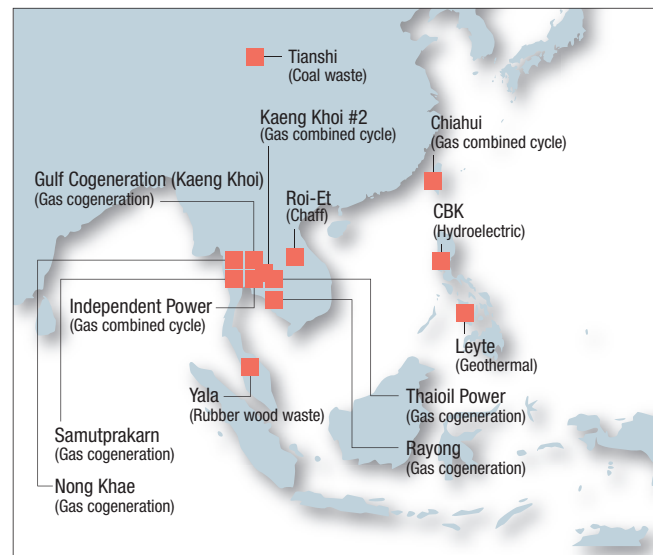 Tianshi
(Coal waste)
Kaeng Khoi #2
(Gas combined cycle)
Chiahui
(Gas combined cycle)
Gulf Cogeneration (Kaeng Khoi)
(Gas cogeneration)
Roi-Et
(Chaff)
CBK
(Hydroelectric)
Independent Power
(Gas combined cycle)
Leyte
(Geothermal)
Yala
(Rubber wood waste)
Thaioil Power
(Gas cogeneration)
Samutprakarn
(Gas cogeneration)
Rayong
(Gas cogeneration)
Nong Khae
(Gas cogeneration)